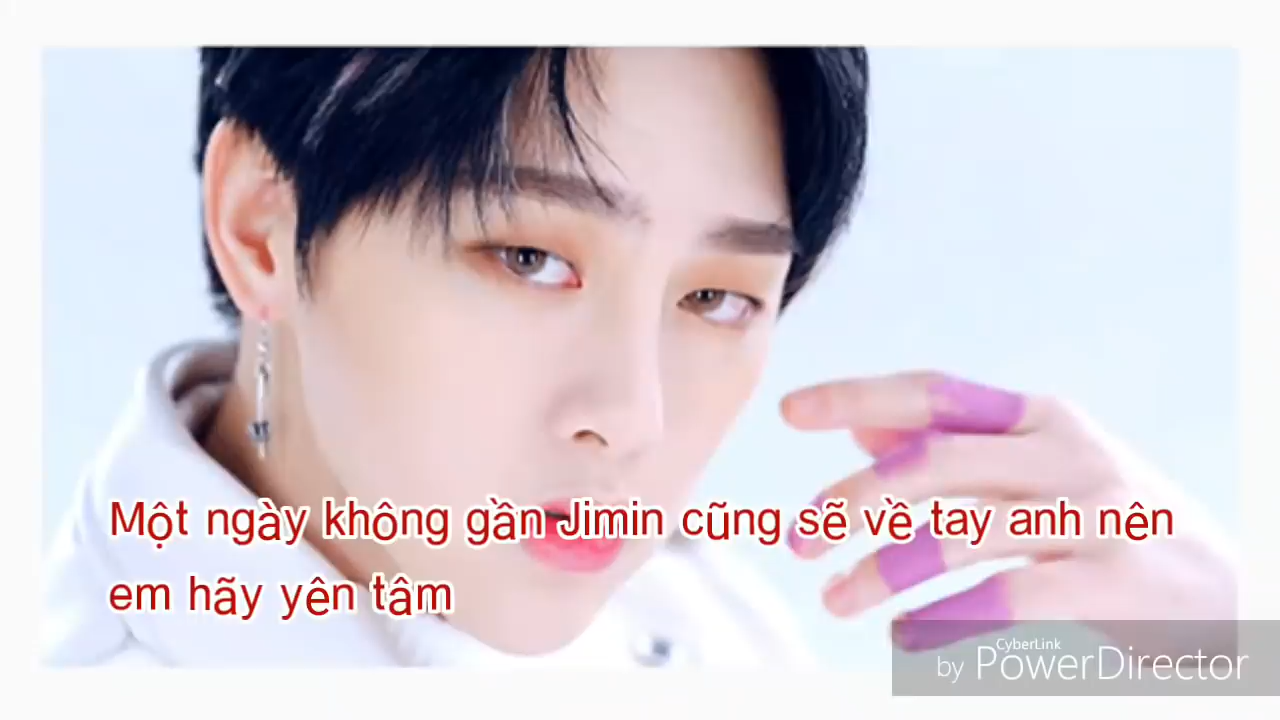 Một ngày không gần Jimin cũng sẽ về tay anh nên
em hãy yên tâm
CyberLink
by PowerDirector